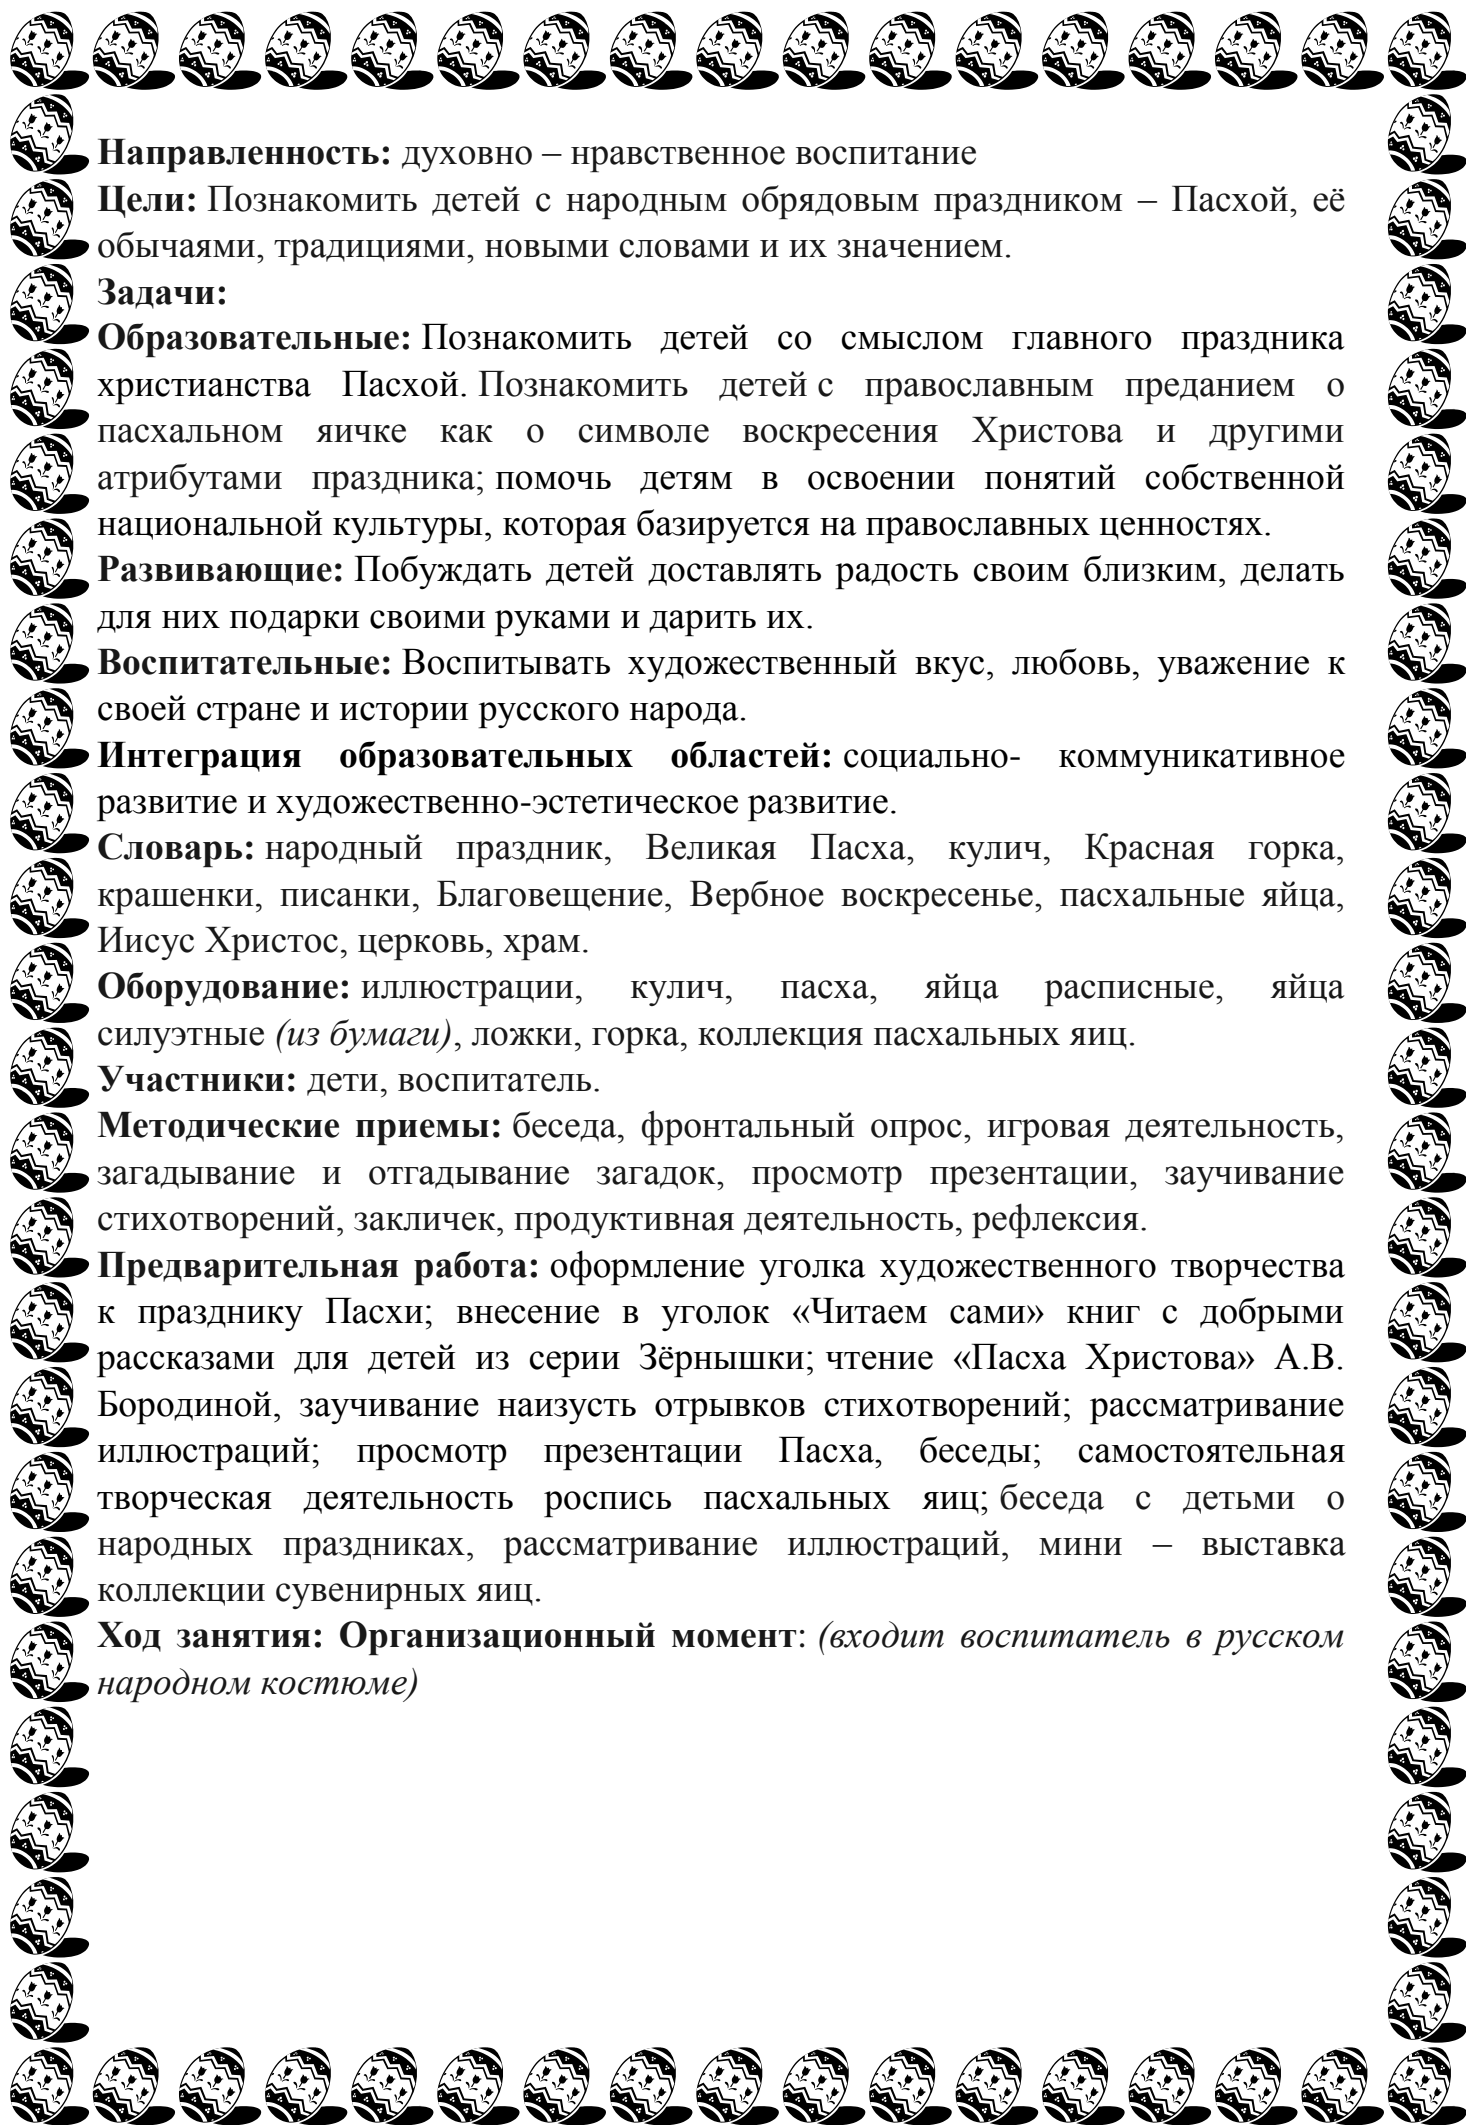 Направленность: духовно – нравственное воспитание
Цели: Познакомить детей с народным обрядовым праздником – Пасхой, её
обычаями, традициями, новыми словами и их значением.
Задачи:
Образовательные: Познакомить детей со смыслом главного праздника
христианства Пасхой. Познакомить детей с православным преданием о
пасхальном яичке как о символе воскресения Христова и другими
атрибутами праздника; помочь детям в освоении понятий собственной
национальной культуры, которая базируется на православных ценностях.
Развивающие: Побуждать детей доставлять радость своим близким, делать
для них подарки своими руками и дарить их.
Воспитательные: Воспитывать художественный вкус, любовь, уважение к
своей стране и истории русского народа.
Интеграция образовательных областей: социально- коммуникативное
развитие и художественно-эстетическое развитие.
Словарь: народный праздник, Великая Пасха, кулич, Красная горка,
крашенки, писанки, Благовещение, Вербное воскресенье, пасхальные яйца,
Иисус Христос, церковь, храм.
Оборудование: иллюстрации, кулич, пасха, яйца расписные, яйца
силуэтные (из бумаги), ложки, горка, коллекция пасхальных яиц.
Участники: дети, воспитатель.
Методические приемы: беседа, фронтальный опрос, игровая деятельность,
загадывание и отгадывание загадок, просмотр презентации, заучивание
стихотворений, закличек, продуктивная деятельность, рефлексия.
Предварительная работа: оформление уголка художественного творчества
к празднику Пасхи; внесение в уголок «Читаем сами» книг с добрыми
рассказами для детей из серии Зёрнышки; чтение «Пасха Христова» А.В.
Бородиной, заучивание наизусть отрывков стихотворений; рассматривание
иллюстраций; просмотр презентации Пасха, беседы; самостоятельная
творческая деятельность роспись пасхальных яиц; беседа с детьми о
народных праздниках, рассматривание иллюстраций, мини – выставка
коллекции сувенирных яиц.
Ход занятия: Организационный момент: (входит воспитатель в русском
народном костюме)